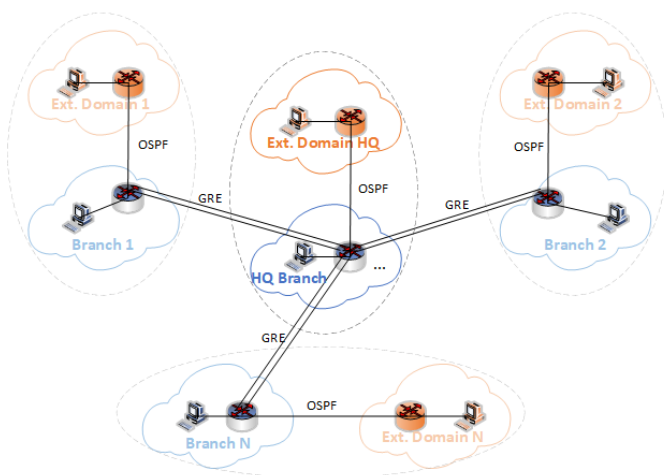 Ext. Domain 1
Ext. Domain 2
Ext. Domain HQ
OSPF
OSPF
OSPF
GRE
GRE
Branch 1
Branch 2
HQ Branch
...
GRE
OSPF
Branch N
Ext. Domain N